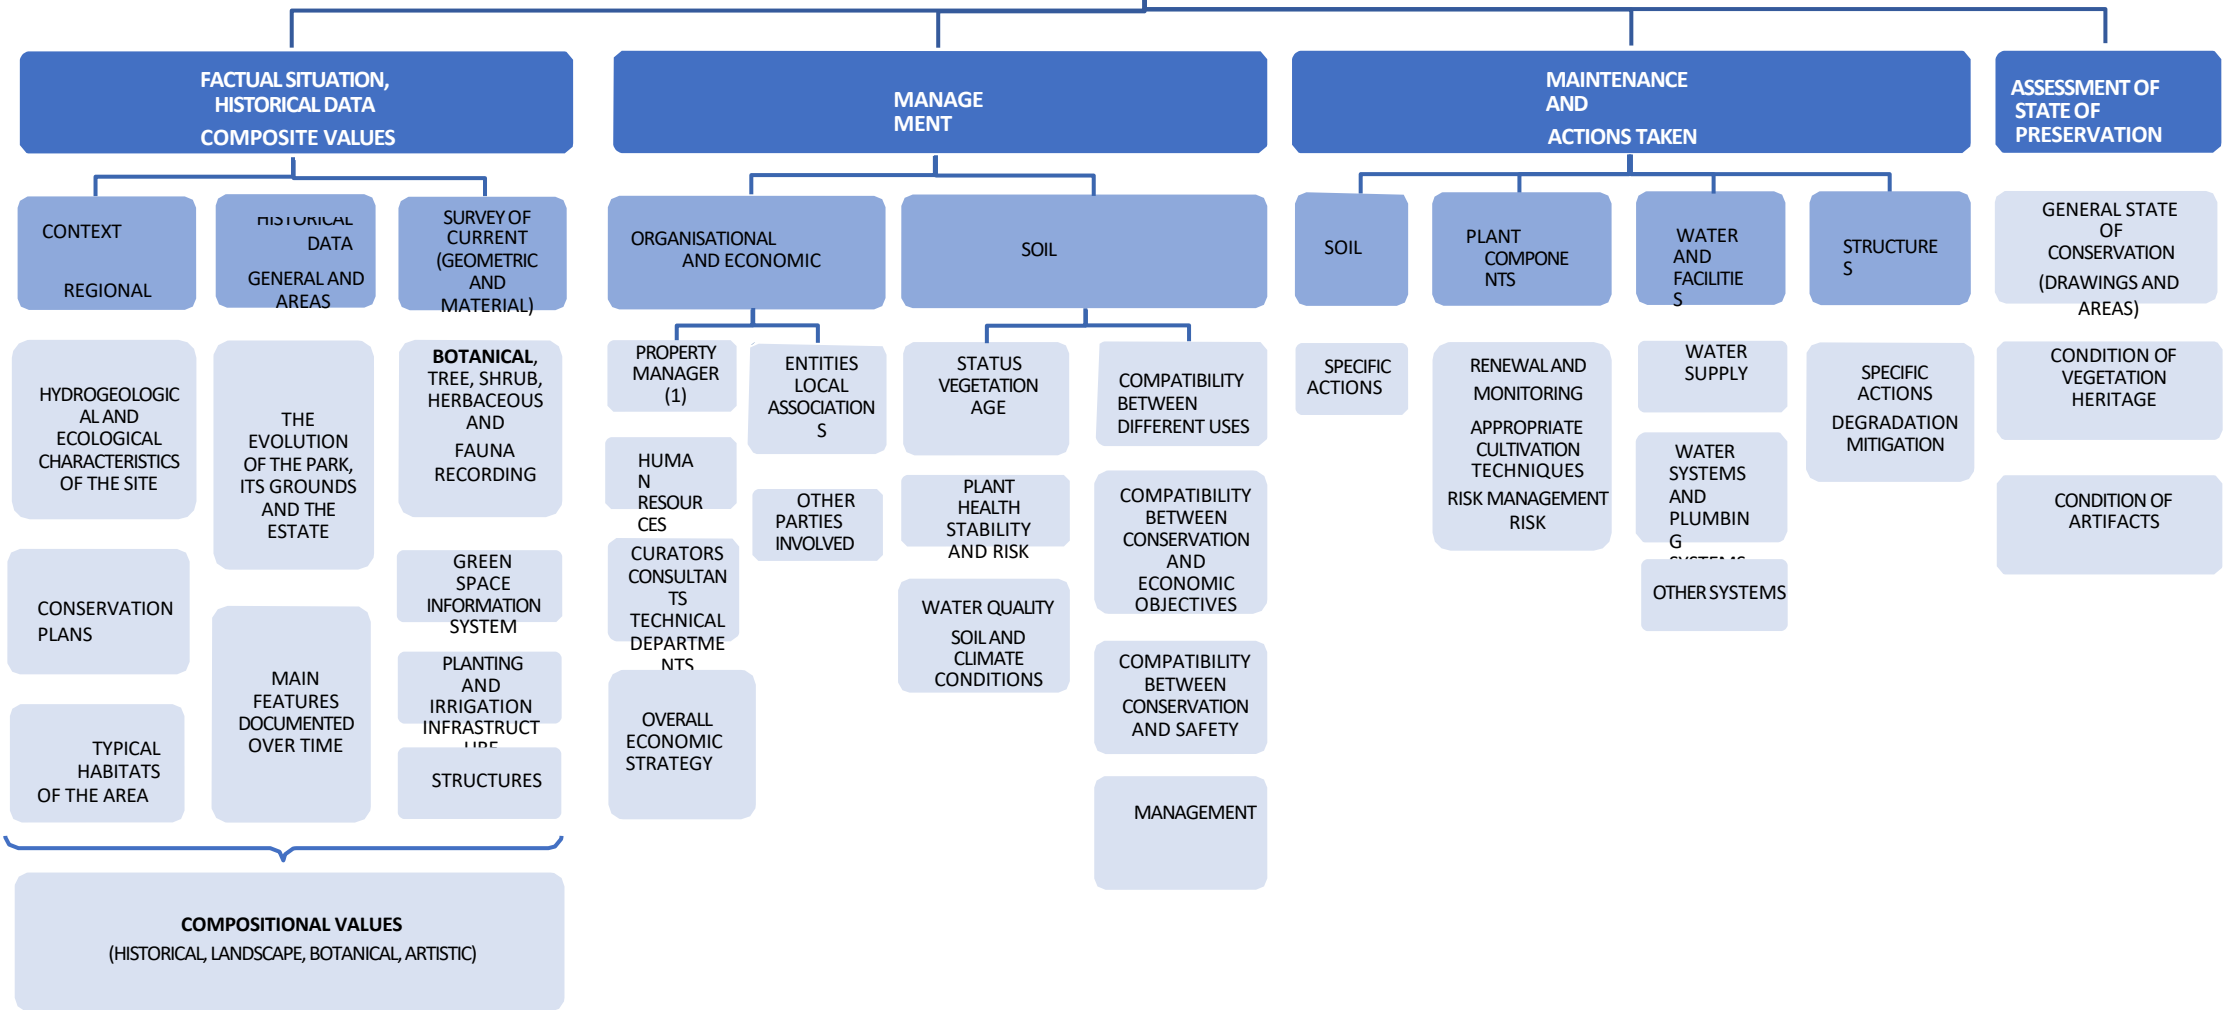 FACTUAL SITUATION,
HISTORICAL DATA
COMPOSITE VALUES
MANAGE
MENT
MAINTENANCE
AND
ACTIONS TAKEN
ASSESSMENT OF
STATE OF
PRESERVATION
CONTEXT
REGIONAL
HISTORICAL
DATA
GENERAL AND
AREAS
SURVEY OF
CURRENT
(GEOMETRIC
AND
MATERIAL)
ORGANISATIONAL
AND ECONOMIC
SOIL
SOIL
PLANT
COMPONE
NTS
WATER
AND
FACILITIE
S
STRUCTURE
S
GENERAL STATE
OF
CONSERVATION
(DRAWINGS AND
AREAS)
HYDROGEOLOGIC
AL AND
ECOLOGICAL
CHARACTERISTICS
OF THE SITE
CONSERVATION
PLANS
TYPICAL
HABITATS
OF THE AREA
THE
EVOLUTION
OF THE PARK,
ITS GROUNDS
AND THE
ESTATE
MAIN
FEATURES
DOCUMENTED
OVER TIME
BOTANICAL,
TREE, SHRUB,
HERBACEOUS
AND
FAUNA
RECORDING
GREEN
SPACE
INFORMATION
SYSTEM
PLANTING
AND
IRRIGATION
INFRASTRUCT
URE
STRUCTURES
PROPERTY
MANAGER
(1)
HUMA
N
RESOUR
CES
CURATORS
CONSULTAN
TS
TECHNICAL
DEPARTME
NTS
OVERALL
ECONOMIC
STRATEGY
ENTITIES
LOCAL
ASSOCIATION
S
OTHER
PARTIES
INVOLVED
STATUS
VEGETATION
AGE
PLANT
HEALTH
STABILITY
AND RISK
WATER QUALITY
SOIL AND
CLIMATE
CONDITIONS
COMPATIBILITY
BETWEEN
DIFFERENT USES
COMPATIBILITY
BETWEEN
CONSERVATION
AND
ECONOMIC
OBJECTIVES
COMPATIBILITY
BETWEEN
CONSERVATION
AND SAFETY
MANAGEMENT
SPECIFIC
ACTIONS
RENEWAL AND
MONITORING
APPROPRIATE
CULTIVATION
TECHNIQUES
RISK MANAGEMENT
RISK
WATER
SUPPLY
WATER
SYSTEMS
AND
PLUMBIN
G
SYSTEMS
OTHER SYSTEMS
SPECIFIC
ACTIONS
DEGRADATION
MITIGATION
CONDITION OF
VEGETATION
HERITAGE
CONDITION OF
ARTIFACTS
COMPOSITIONAL VALUES
(HISTORICAL, LANDSCAPE, BOTANICAL, ARTISTIC)